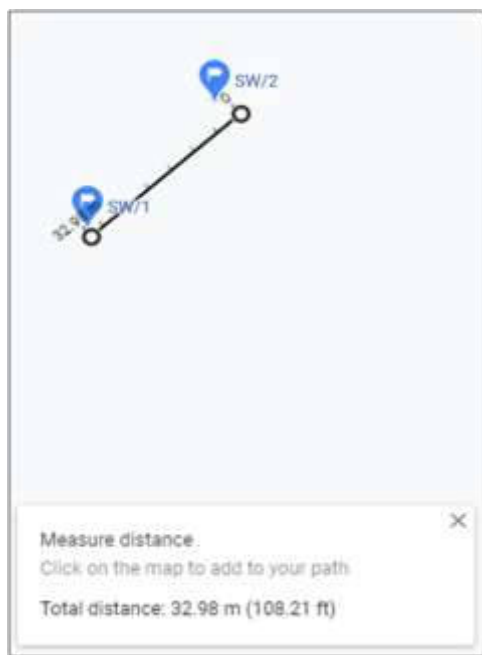 SW/2
0
SW/1
Measure distance
Click on the map to add to your path
Total distance: 32.98 m (108.21 ft)